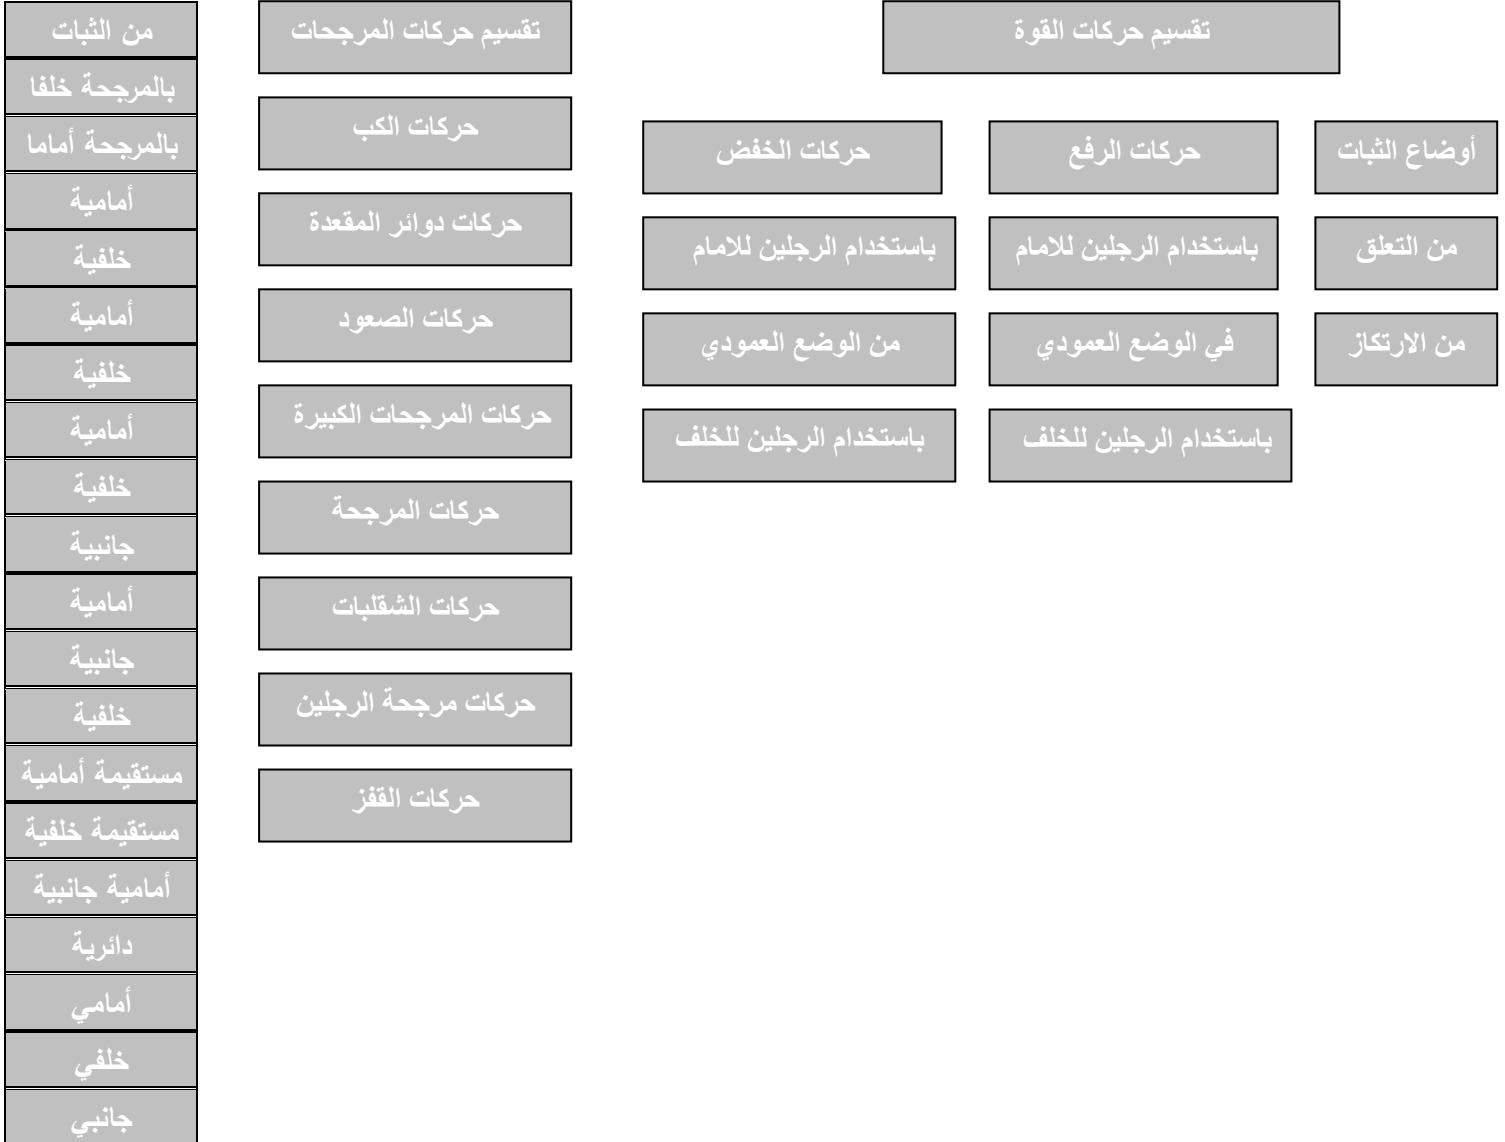 تقسيم حركات القوة
أوضاع الثبات
حركات الرفع
حركات الخفض
من التعلق
باستخدام الرجلين للامام
باستخدام الرجلين للامام
من الارتكاز
في الوضع العمودي
من الوضع العمودي
باستخدام الرجلين للخلف
باستخدام الرجلين للخلف
تقسيم حركات المرجحات
حركات الكب
حركات دوائر المقعدة
حركات الصعود
حركات المرجحات الكبيرة
حركات المرجحة
حركات الشقلبات
حركات مرجحة الرجلين
حركات القفز
من الثبات
بالمرجحة خلفا
بالمرجحة أماما
أمامية
خلفية
أمامية
خلفية
أمامية
خلفية
جانبية
أمامية
جانبية
خلفية
مستقيمة أمامية
مستقيمة خلفية
أمامية جانبية
دائرية
أمامي
خلفي
جانبي